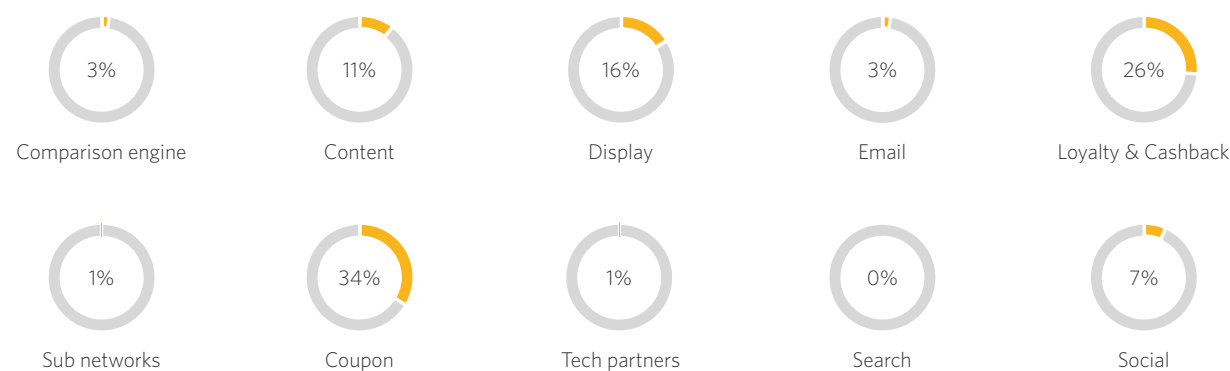 3%
11%
16%
3%
26%
Comparison engine
Content
Display
Email
Loyalty & Cashback
1%
34%
1%
0%
7%
Sub networks
Coupon
Tech partners
Search
Social